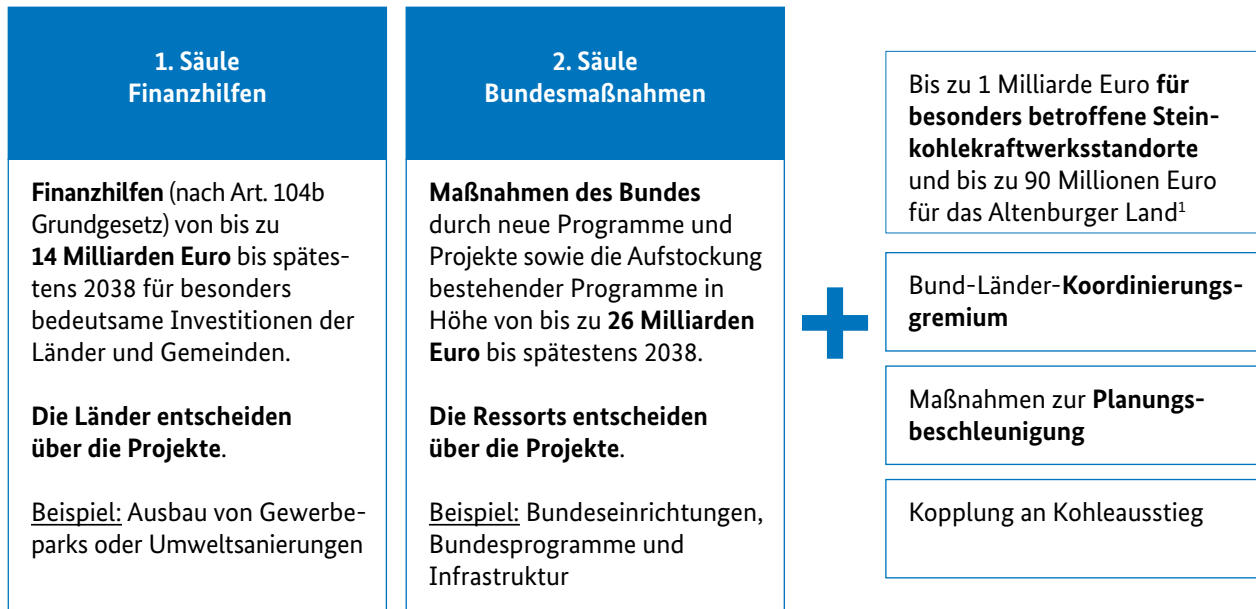 1. Säule
Finanzhilfen
Finanzhilfen (nach Art. 104b
Grundgesetz) von bis zu
14 Milliarden Euro bis spätes-
tens 2038 für besonders
bedeutsame Investitionen der
Länder und Gemeinden.
Die Länder entscheiden
über die Projekte.
Beispiel: Ausbau von Gewerbe-
parks oder Umweltsanierungen
2. Säule
Bundesmaßnahmen
Maßnahmen des Bundes
durch neue Programme und
Projekte sowie die Aufstockung
bestehender Programme in
Höhe von bis zu 26 Milliarden
Euro bis spätestens 2038.
Die Ressorts entscheiden
über die Projekte.
Beispiel: Bundeseinrichtungen,
Bundesprogramme und
Infrastruktur
+
Bis zu 1 Milliarde Euro für
besonders betroffene Stein-
kohlekraftwerksstandorte
und bis zu 90 Millionen Euro
für das Altenburger Land¹
Bund-Länder-Koordinierungs-
gremium
Maßnahmen zur Planungs-
beschleunigung
Kopplung an Kohleausstieg